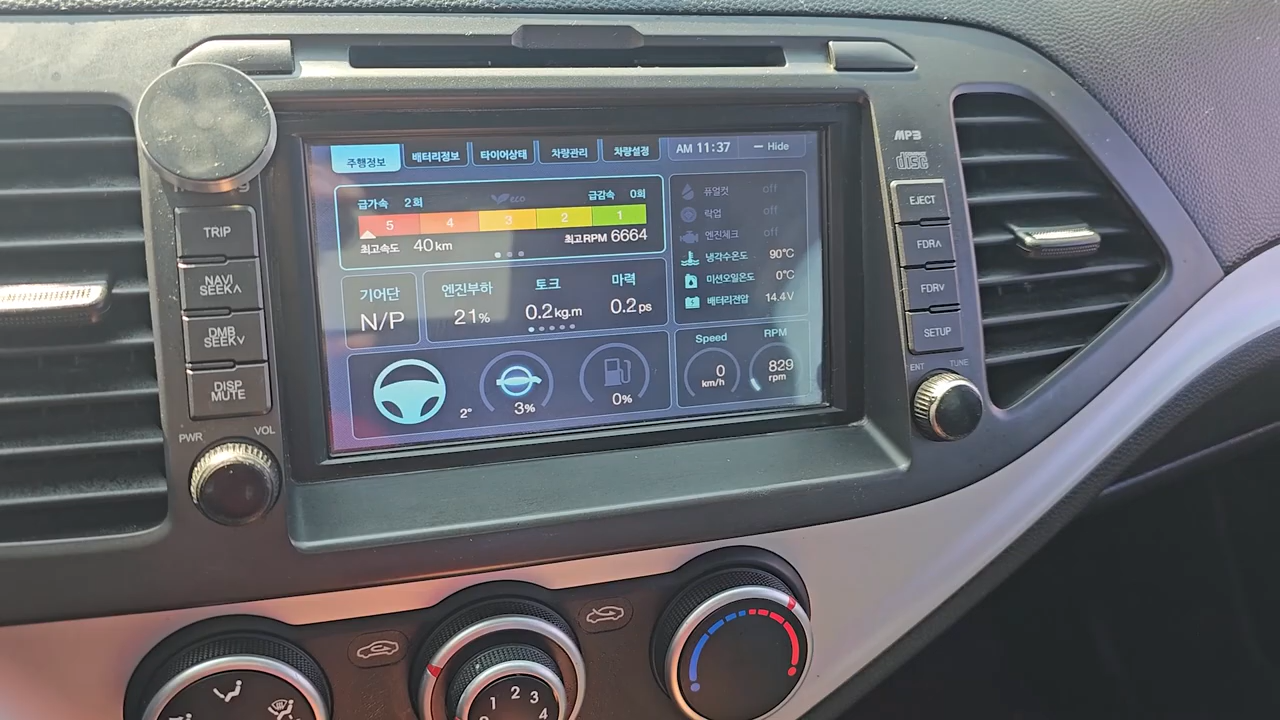 주행정보 배터리정보 타이어상태 차량관리 차량설정 AM 11:37 — Hide
급가속 2회 eco 급감속 0회
5 4 3 2 1
최고속도 40km 최고RPM 6664
퓨얼컷 off
락업 off
엔진체크 off
냉각수온도 90°C
미션오일온도 0°C
배터리전압 14.4V
기어단 엔진부하 토크 마력
N/P 21% 0.2kg.m 0.2ps
Speed RPM
0 km/h 829 rpm
2° 3% 0%
TRIP
NAVI SEEK∧
DMB SEEK∨
DISP MUTE
PWR VOL
MP3
disc
EJECT
FDR∧
FDR∨
SETUP
ENT TUNE
1 2 3 4